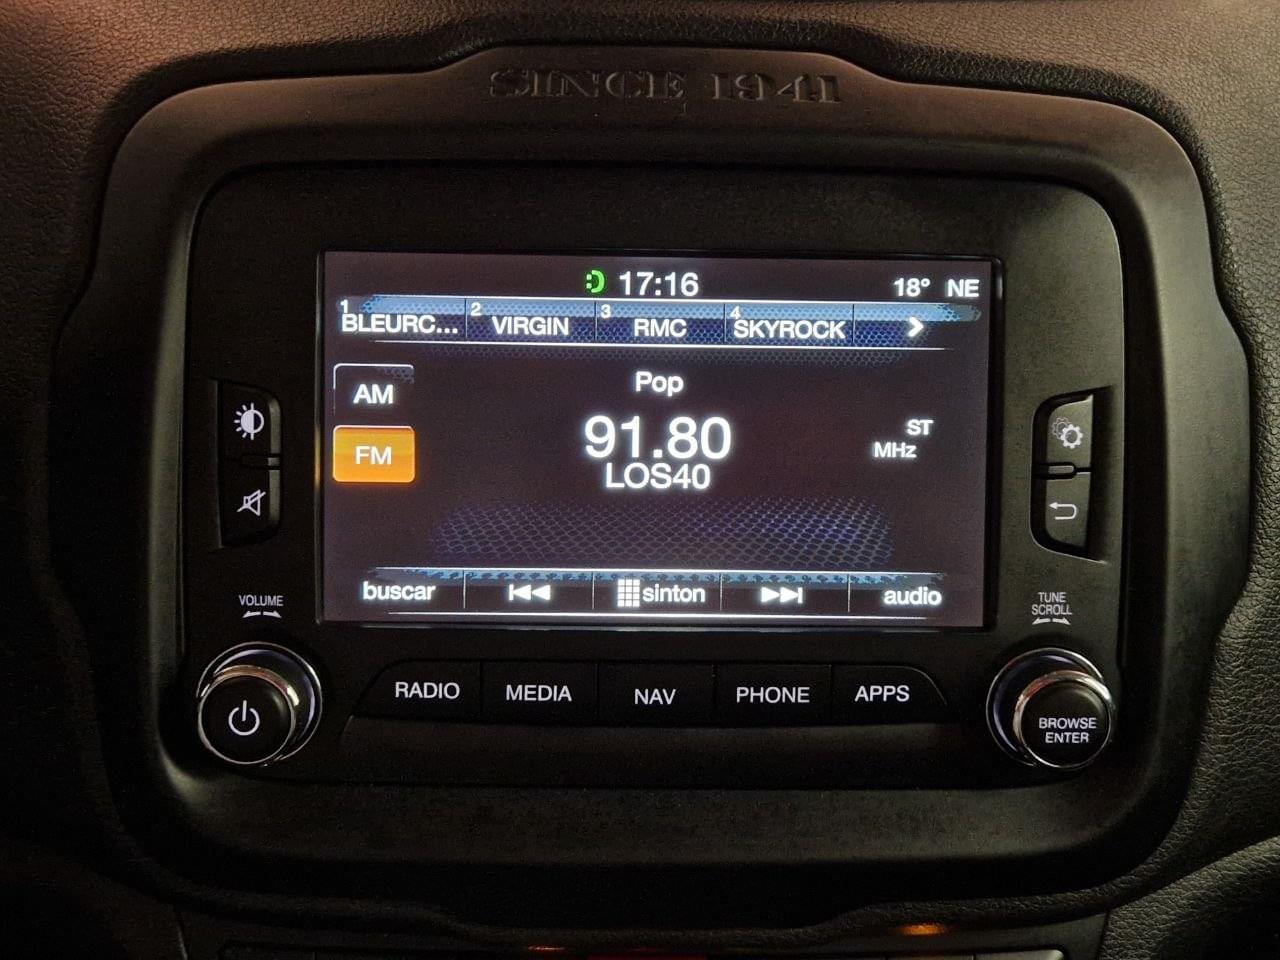 SINCE 1941
17:16
18° NE
1 BLEURC... 2 VIRGIN 3 RMC 4 SKYROCK
AM
Pop
FM
91.80
ST
MHz
LOS40
buscar sinton audio
VOLUME
TUNE
SCROLL
RADIO MEDIA NAV PHONE APPS
BROWSE
ENTER